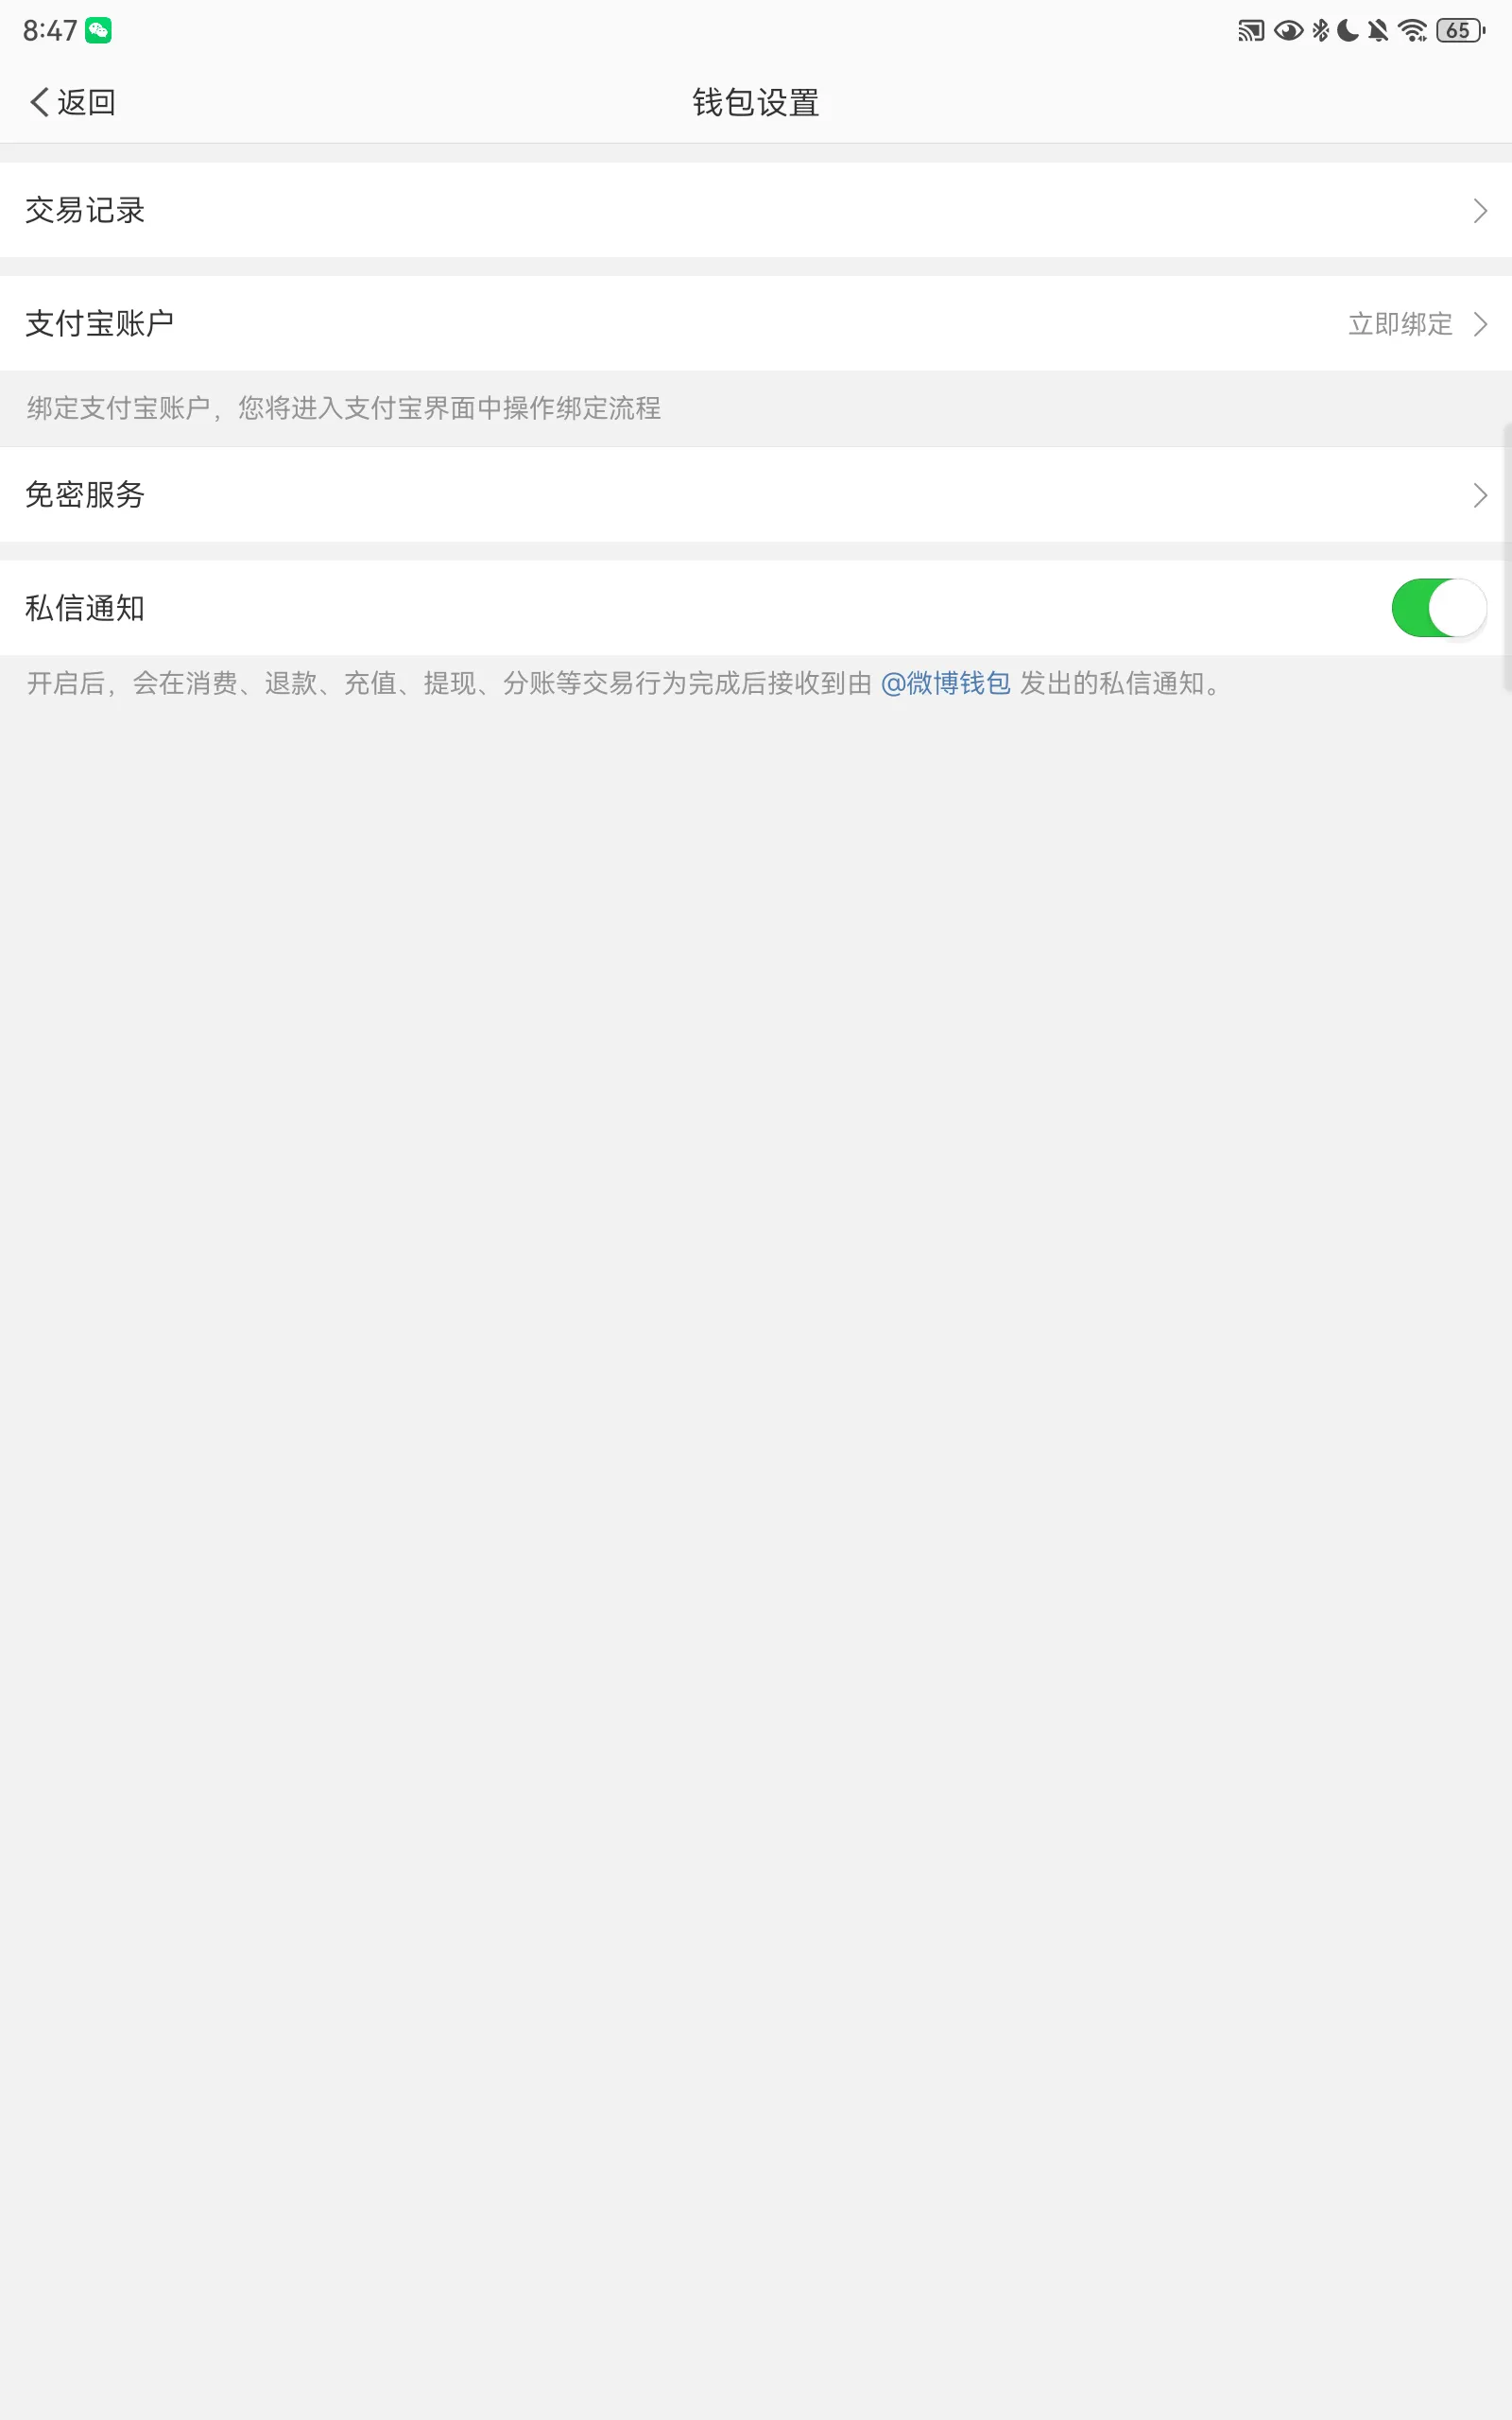 8:47
65
返回
钱包设置
交易记录
支付宝账户
立即绑定
绑定支付宝账户，您将进入支付宝界面中操作绑定流程
免密服务
私信通知
开启后，会在消费、退款、充值、提现、分账等交易行为完成后接收到由 @微博钱包 发出的私信通知。